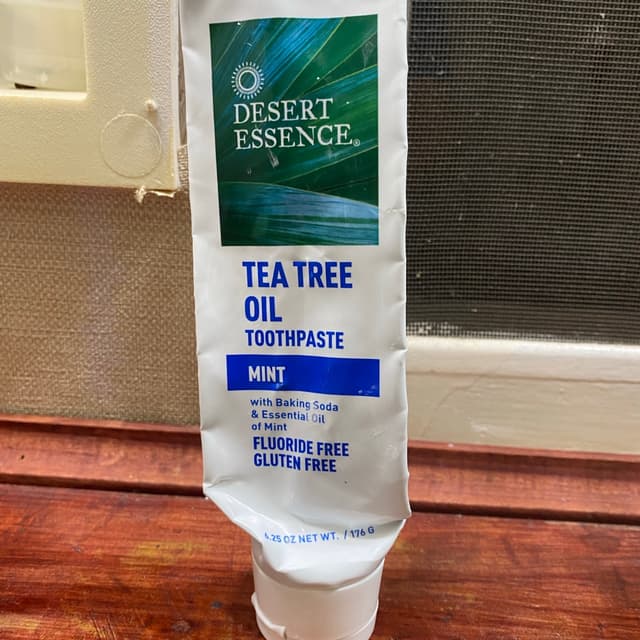 DESERT
ESSENCE®
TEA TREE
OIL
TOOTHPASTE
MINT
with Baking Soda
& Essential Oil
of Mint
FLUORIDE FREE
GLUTEN FREE
6.25 OZ NET WT. / 176 G